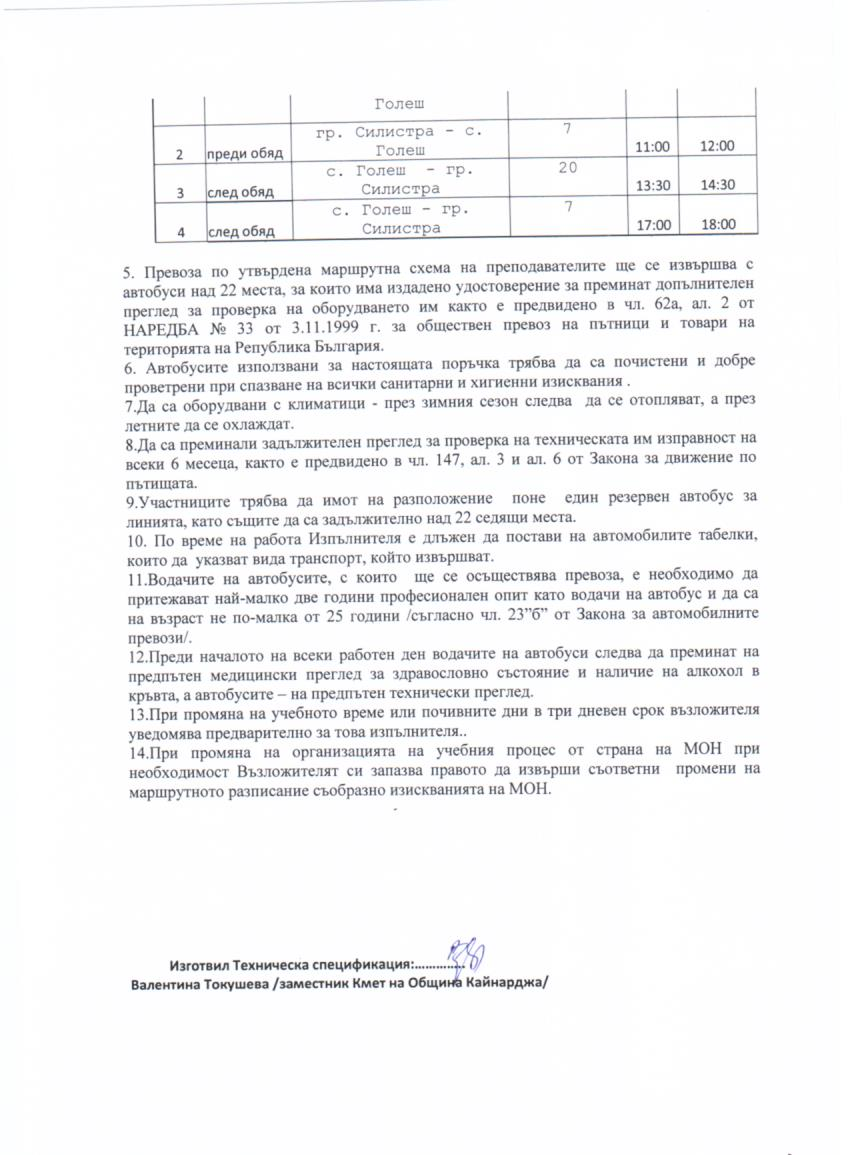 Голеш
гр. Силистра – с. 7
2 преди обяд Голеш 11:00 12:00
с. Голеш – гр. 20
3 след обяд Силистра 13:30 14:30
с. Голеш – гр. 7
4 след обяд Силистра 17:00 18:00
5. Превоза по утвърдена маршрутна схема на преподавателите ще се извършва с
автобуси над 22 места, за които има издадено удостоверение за преминат допълнителен
преглед за проверка на оборудването им както е предвидено в чл. 62а, ал. 2 от
НАРЕДБА № 33 от 3.11.1999 г. за обществен превоз на пътници и товари на
територията на Република България.
6. Автобусите използвани за настоящата поръчка трябва да са почистени и добре
проветрени при спазване на всички санитарни и хигиенни изисквания .
7.Да са оборудвани с климатици - през зимния сезон следва да се отопляват, а през
летните да се охлаждат.
8.Да са преминали задължителен преглед за проверка на техническата им изправност на
всеки 6 месеца, както е предвидено в чл. 147, ал. 3 и ал. 6 от Закона за движение по
пътищата.
9.Участниците трябва да имот на разположение поне един резервен автобус за
линията, като същите да са задължително над 22 седящи места.
10. По време на работа Изпълнителя е длъжен да постави на автомобилите табелки,
които да указват вида транспорт, който извършват.
11.Водачите на автобусите, с които ще се осъществява превоза, е необходимо да
притежават най-малко две години професионален опит като водачи на автобус и да са
на възраст не по-малка от 25 години /съгласно чл. 23”б” от Закона за автомобилните
превози/.
12.Преди началото на всеки работен ден водачите на автобуси следва да преминат на
предпътен медицински преглед за здравословно състояние и наличие на алкохол в
кръвта, а автобусите – на предпътен технически преглед.
13.При промяна на учебното време или почивните дни в три дневен срок възложителя
уведомява предварително за това изпълнителя..
14.При промяна на организацията на учебния процес от страна на МОН при
необходимост Възложителят си запазва правото да извърши съответни промени на
маршрутното разписание съобразно изискванията на МОН.
Изготвил Техническа спецификация:..............
Валентина Токушева /заместник Кмет на Община Кайнарджа/